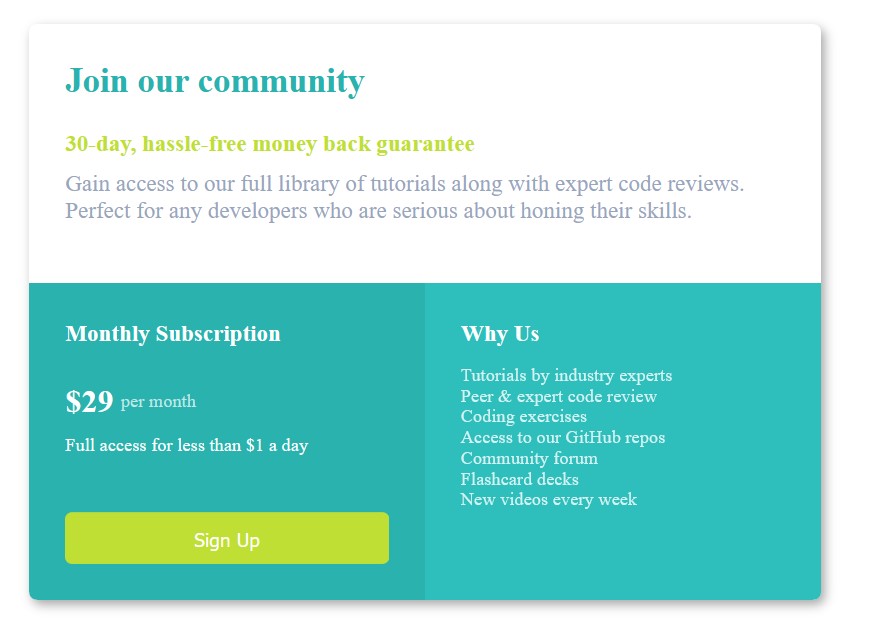 Join our community
30-day, hassle-free money back guarantee
Gain access to our full library of tutorials along with expert code reviews.
Perfect for any developers who are serious about honing their skills.
Monthly Subscription
$29 per month
Full access for less than $1 a day
Sign Up
Why Us
Tutorials by industry experts
Peer & expert code review
Coding exercises
Access to our GitHub repos
Community forum
Flashcard decks
New videos every week